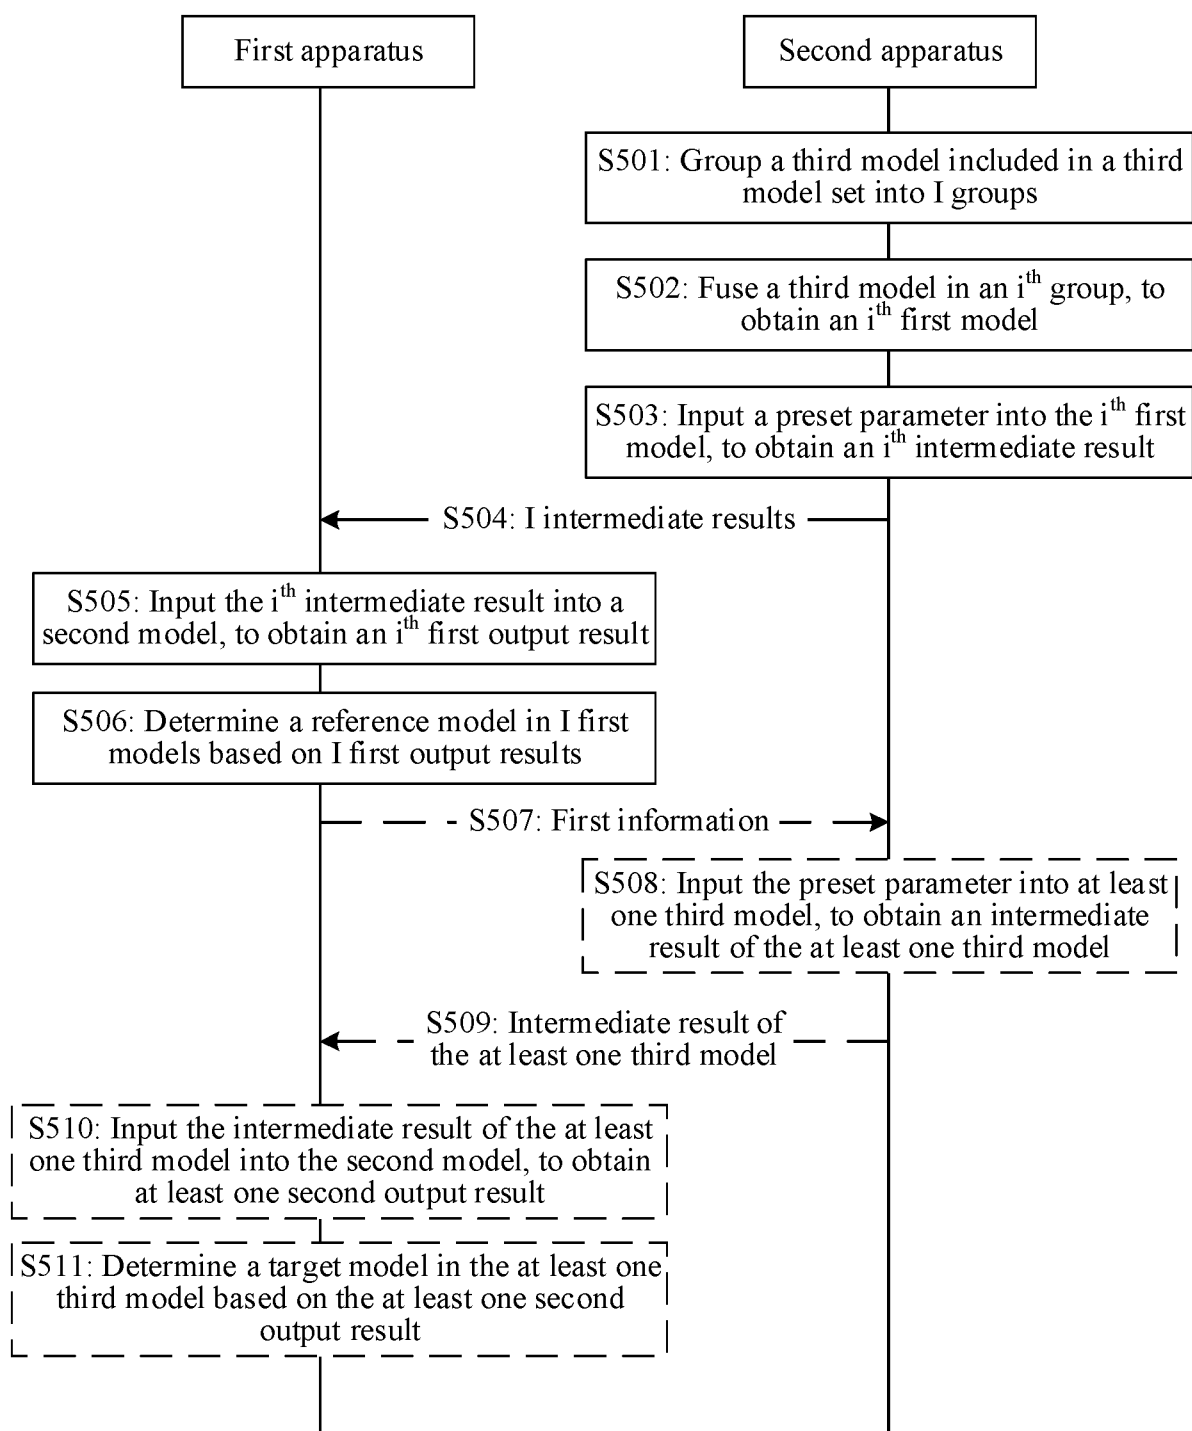 First apparatus
Second apparatus
S501: Group a third model included in a third
model set into I groups
S502: Fuse a third model in an ith group, to
obtain an ith first model
S503: Input a preset parameter into the ith first
model, to obtain an ith intermediate result
S504: I intermediate results
S505: Input the ith intermediate result into a
second model, to obtain an ith first output result
S506: Determine a reference model in I first
models based on I first output results
S507: First information
S508: Input the preset parameter into at least
one third model, to obtain an intermediate
result of the at least one third model
S509: Intermediate result of
the at least one third model
S510: Input the intermediate result of the at least
one third model into the second model, to obtain
at least one second output result
S511: Determine a target model in the at least one
third model based on the at least one second
output result